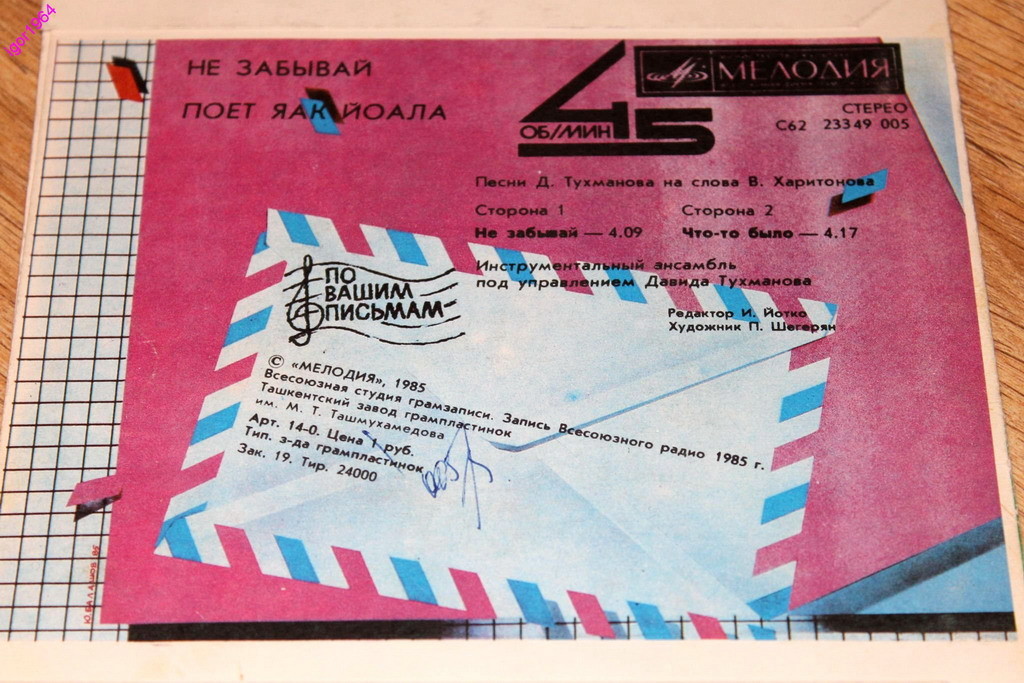 Igor1964
НЕ ЗАБЫВАЙ
ПОЕТ ЯАК ЙОАЛА
45
ОБ/МИН
МЕЛОДИЯ
СТЕРЕО
С62 23349 005
Песни Д. Тухманова на слова В. Харитонова
Сторона 1
Не забывай — 4.09
Сторона 2
Что-то было — 4.17
Инструментальный ансамбль
под управлением Давида Тухманова
Редактор И. Йотко
Художник П. Шегерян
ПО
ВАШИМ
ПИСЬМАМ
© «МЕЛОДИЯ», 1985
Всесоюзная студия грамзаписи. Запись Всесоюзного радио 1985 г.
Ташкентский завод грампластинок
им. М. Т. Ташмухамедова
Арт. 14-0. Цена 1 руб.
Тип. з-да грампластинок
Зак. 19. Тир. 24000
Ю.БАЛАШОВ 85